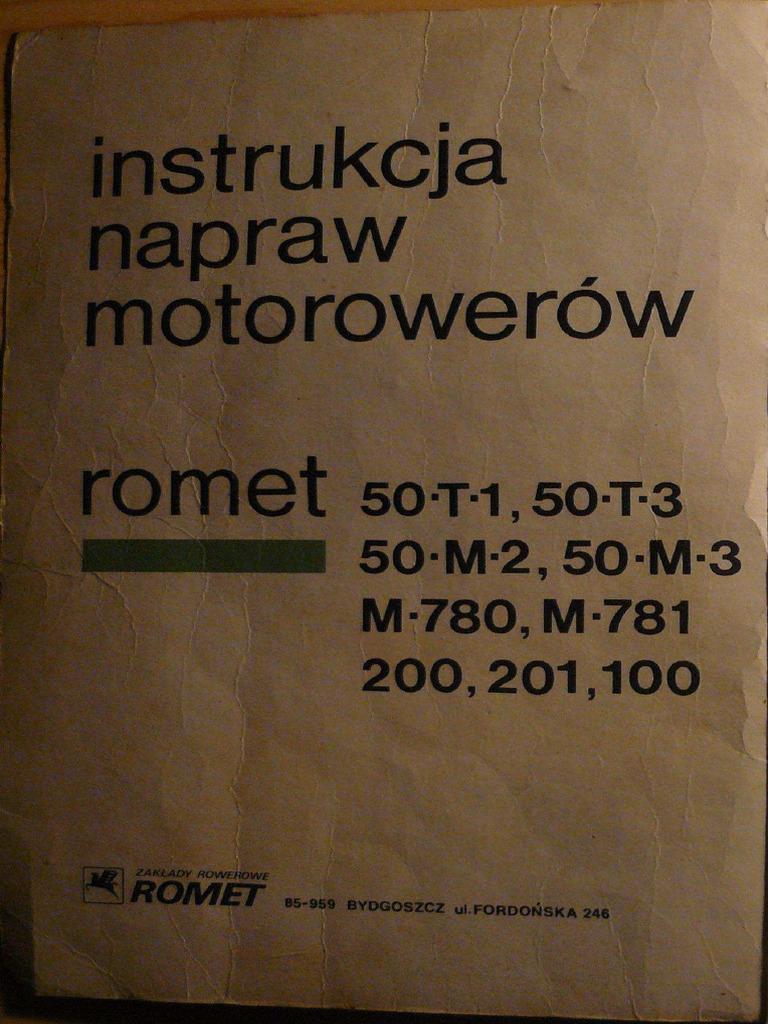 instrukcja
napraw
motorowerów
romet 50-T-1, 50-T-3
50-M-2, 50-M-3
M-780, M-781
200, 201, 100
ZAKŁADY ROWEROWE
ROMET 85-959 BYDGOSZCZ ul. FORDOŃSKA 246